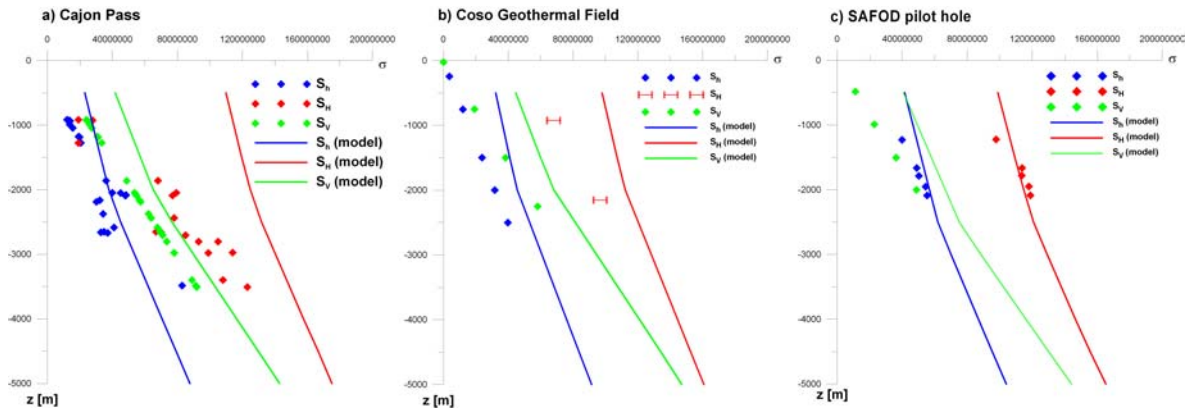 a) Cajon Pass
0 40000000 80000000 120000000 160000000 200000000
σ
0
-1000
-2000
-3000
-4000
-5000
z [m]
Sh
SH
SV
Sh (model)
SH (model)
SV (model)
b) Coso Geothermal Field
0 40000000 80000000 120000000 160000000 200000000
σ
0
-1000
-2000
-3000
-4000
-5000
z [m]
Sh
SH
SV
Sh (model)
SH (model)
SV (model)
c) SAFOD pilot hole
0 40000000 80000000 120000000 160000000 200000000
σ
0
-1000
-2000
-3000
-4000
-5000
z [m]
Sh
SH
SV
Sh (model)
SH (model)
SV (model)